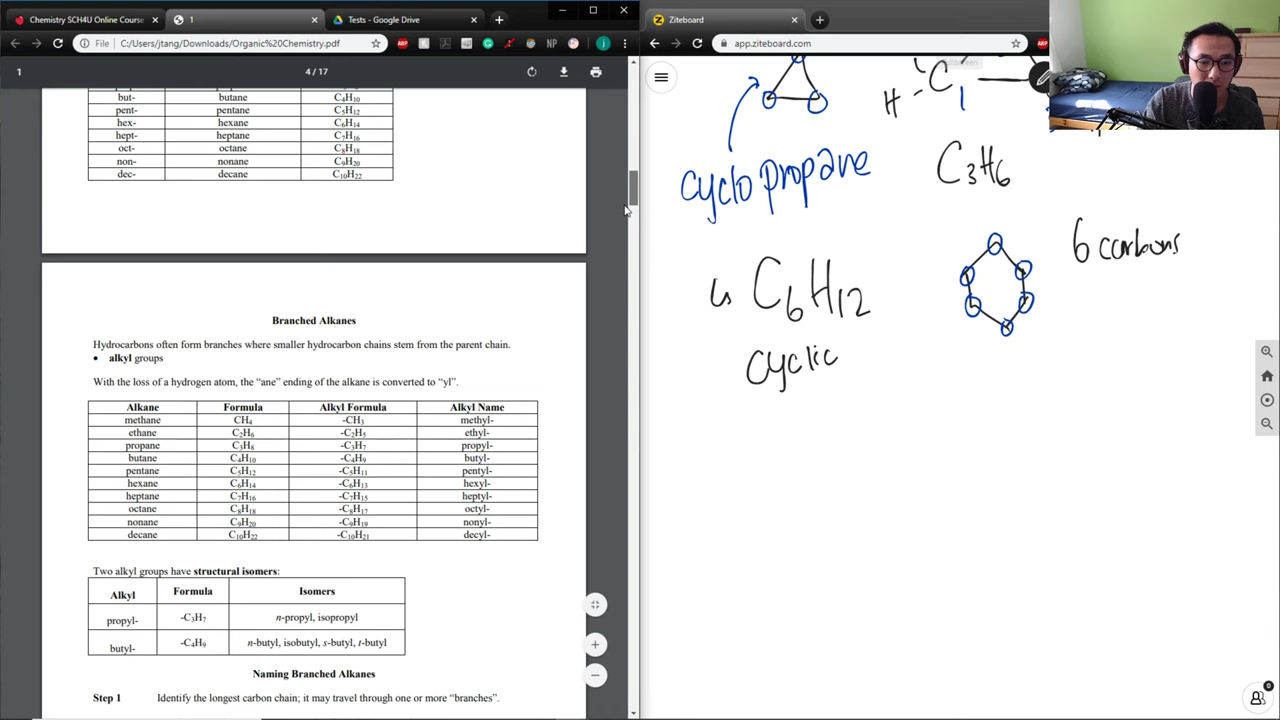 Chemistry SCH4U Online Course
1
Tests - Google Drive
File
C:/Users/jtang/Downloads/Organic%20Chemistry.pdf
1
4 / 17
but- butane C4H10
pent- pentane C5H12
hex- hexane C6H14
hept- heptane C7H16
oct- octane C8H18
non- nonane C9H20
dec- decane C10H22
Branched Alkanes
Hydrocarbons often form branches where smaller hydrocarbon chains stem from the parent chain.
• alkyl groups
With the loss of a hydrogen atom, the “ane” ending of the alkane is converted to “yl”.
Alkane Formula Alkyl Formula Alkyl Name
methane CH4 -CH3 methyl-
ethane C2H6 -C2H5 ethyl-
propane C3H8 -C3H7 propyl-
butane C4H10 -C4H9 butyl-
pentane C5H12 -C5H11 pentyl-
hexane C6H14 -C6H13 hexyl-
heptane C7H16 -C7H15 heptyl-
octane C8H18 -C8H17 octyl-
nonane C9H20 -C9H19 nonyl-
decane C10H22 -C10H21 decyl-
Two alkyl groups have structural isomers:
Alkyl Formula Isomers
propyl- -C3H7 n-propyl, isopropyl
butyl- -C4H9 n-butyl, isobutyl, s-butyl, t-butyl
Naming Branched Alkanes
Step 1 Identify the longest carbon chain; it may travel through one or more “branches”.
Ziteboard
app.ziteboard.com
H C
1
cyclo propane
C3H6
6 carbons
C6H12
cyclic
0